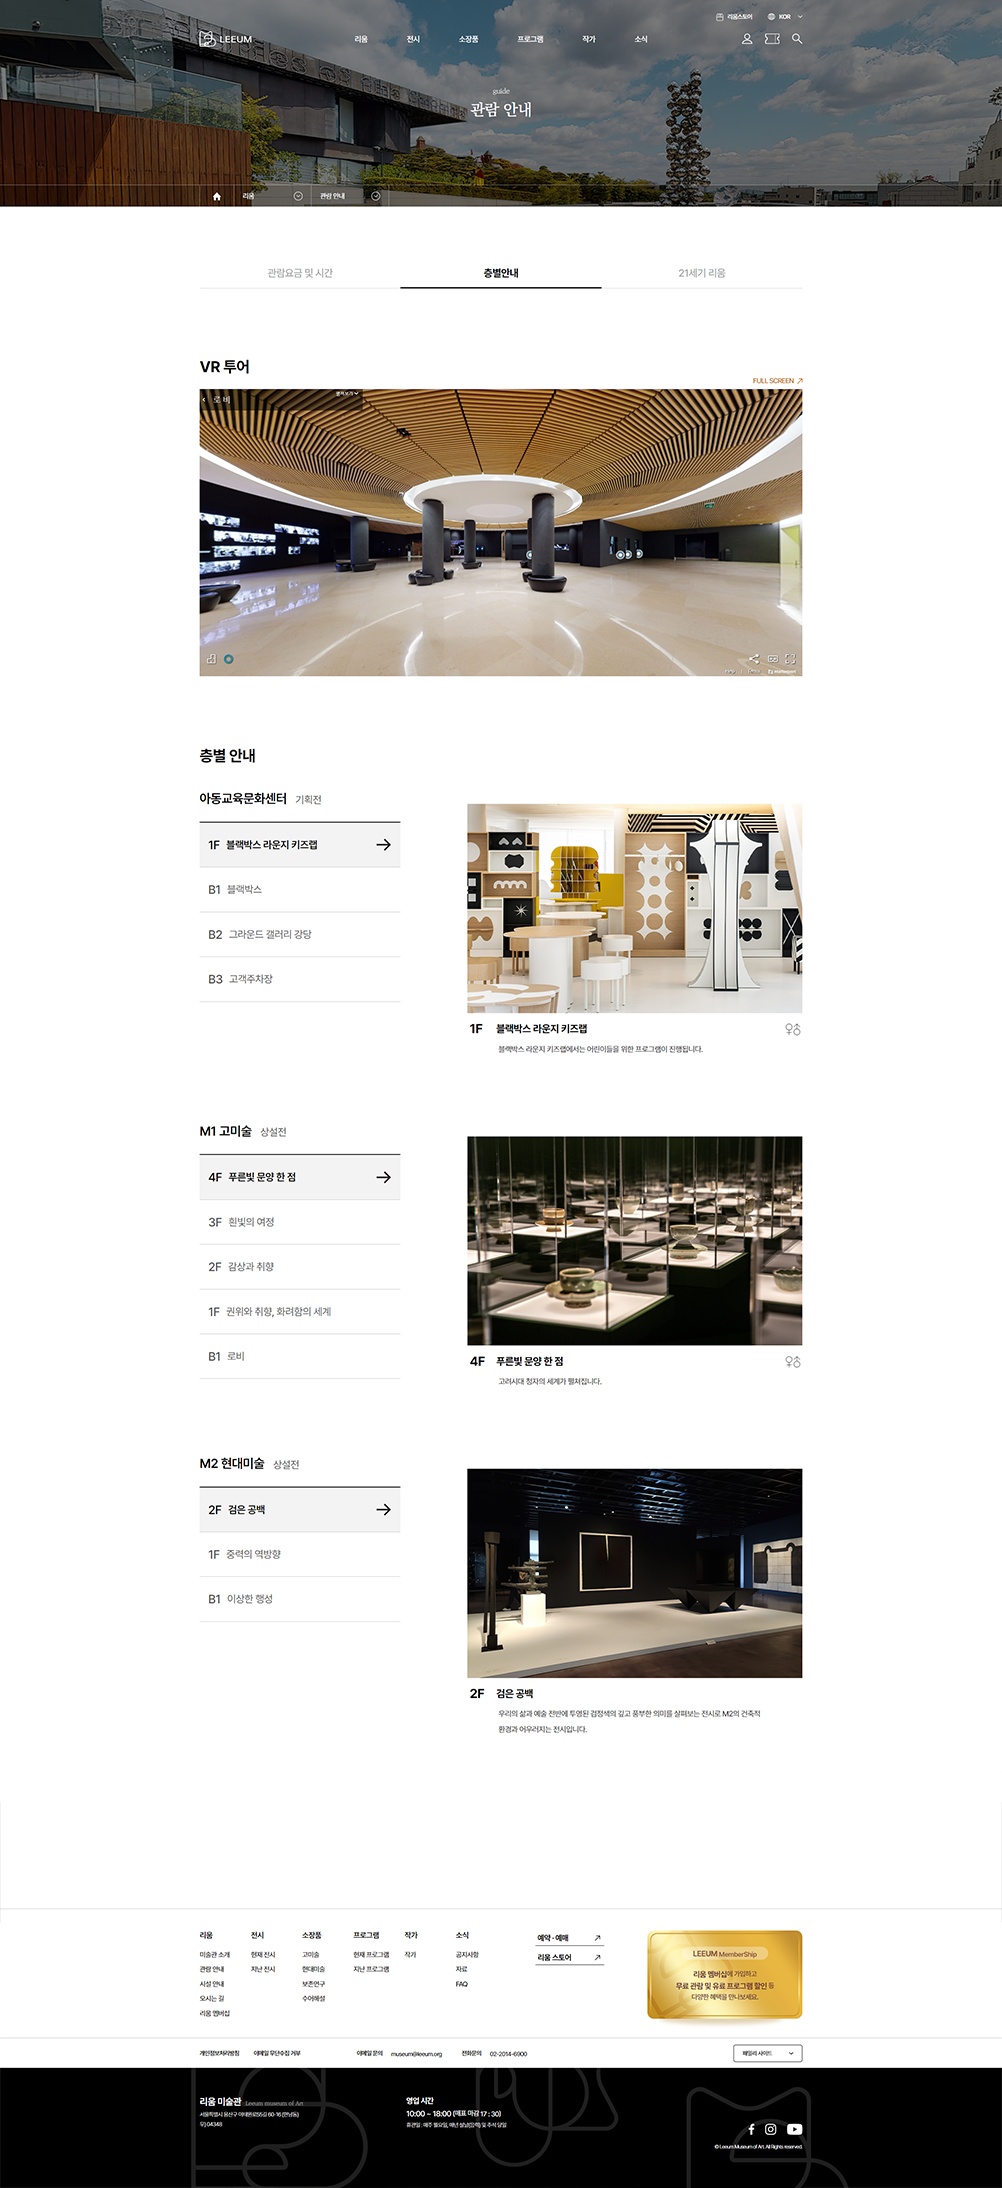 리움스토어
KOR
LEEUM
리움
전시
소장품
프로그램
작가
소식
guide
관람 안내
리움
관람 안내
관람요금 및 시간
층별안내
21세기 리움
VR 투어
FULL SCREEN
로비
펼쳐보기
층별 안내
아동교육문화센터 기획전
1F 블랙박스 라운지 키즈랩
B1 블랙박스
B2 그라운드 갤러리 강당
B3 고객주차장
1F 블랙박스 라운지 키즈랩
블랙박스 라운지 키즈랩에서는 어린이들을 위한 프로그램이 진행됩니다.
M1 고미술 상설전
4F 푸른빛 문양 한 점
3F 흰빛의 여정
2F 감상과 취향
1F 권위와 취향, 화려함의 세계
B1 로비
4F 푸른빛 문양 한 점
고려시대 청자의 세계가 펼쳐집니다.
M2 현대미술 상설전
2F 검은 공백
1F 중력의 역방향
B1 이상한 행성
2F 검은 공백
우리의 삶과 예술 전반에 투영된 검정색의 깊고 풍부한 의미를 살펴보는 전시로 M2의 건축적
환경과 어우러지는 전시입니다.
리움
미술관 소개
관람 안내
시설 안내
오시는 길
리움 멤버십
전시
현재 전시
지난 전시
소장품
고미술
현대미술
보존연구
수어해설
프로그램
현재 프로그램
지난 프로그램
작가
작가
소식
공지사항
자료
FAQ
예약 · 예매
리움 스토어
LEEUM MemberShip
리움 멤버십에 가입하고
무료 관람 및 유료 프로그램 할인 등
다양한 혜택을 만나보세요.
개인정보처리방침
이메일 무단수집 거부
이메일 문의 museum@leeum.org
전화문의 02-2014-6900
패밀리 사이트
리움 미술관 Leeum museum of Art
서울특별시 용산구 이태원로55길 60-16 (한남동)
우) 04348
영업 시간
10:00 ~ 18:00 (매표 마감 17 : 30)
휴관일 : 매주 월요일, 매년 설날(음력) 및 추석 당일
© Leeum Museum of Art. All Rights reserved.